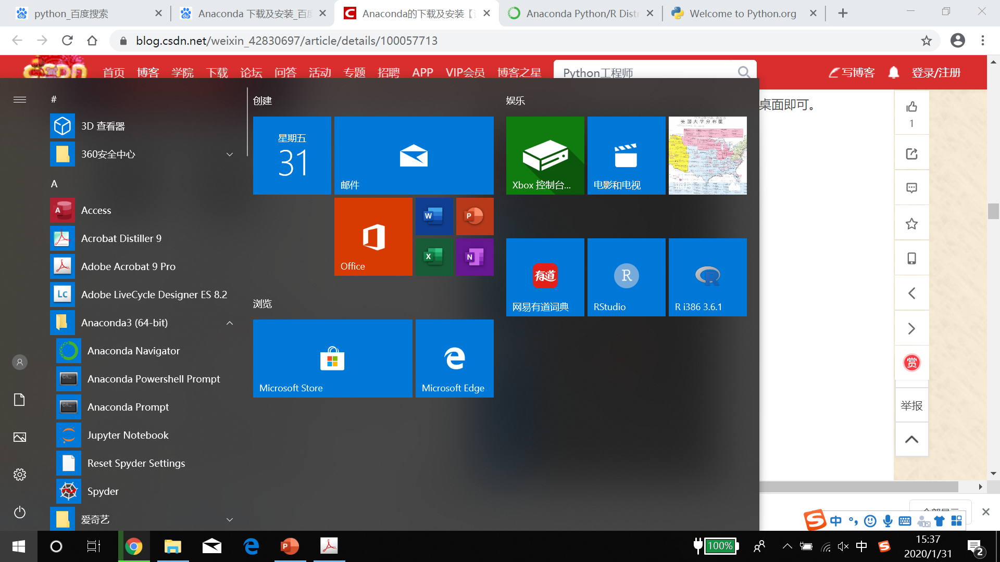 python_百度搜索
Anaconda 下载及安装_百度
Anaconda的下载及安装【
Anaconda Python/R Distr
Welcome to Python.org
blog.csdn.net/weixin_42830697/article/details/100057713
CSDN
首页 博客 学院 下载 论坛 问答 活动 专题 招聘 APP VIP会员 博客之星
Python工程师
写博客
登录/注册
桌面即可。
1
举报
赏
#
3D 查看器
360安全中心
A
Access
Acrobat Distiller 9
Adobe Acrobat 9 Pro
Lc
Adobe LiveCycle Designer ES 8.2
Anaconda3 (64-bit)
Anaconda Navigator
Anaconda Powershell Prompt
Anaconda Prompt
Jupyter Notebook
Reset Spyder Settings
Spyder
爱奇艺
创建
星期五
31
邮件
Office
浏览
Microsoft Store
Microsoft Edge
娱乐
Xbox 控制台...
电影和电视
美国大学分布图
有道
网易有道词典
R
RStudio
R i386 3.6.1
中
100%
中
15:37
2020/1/31
2